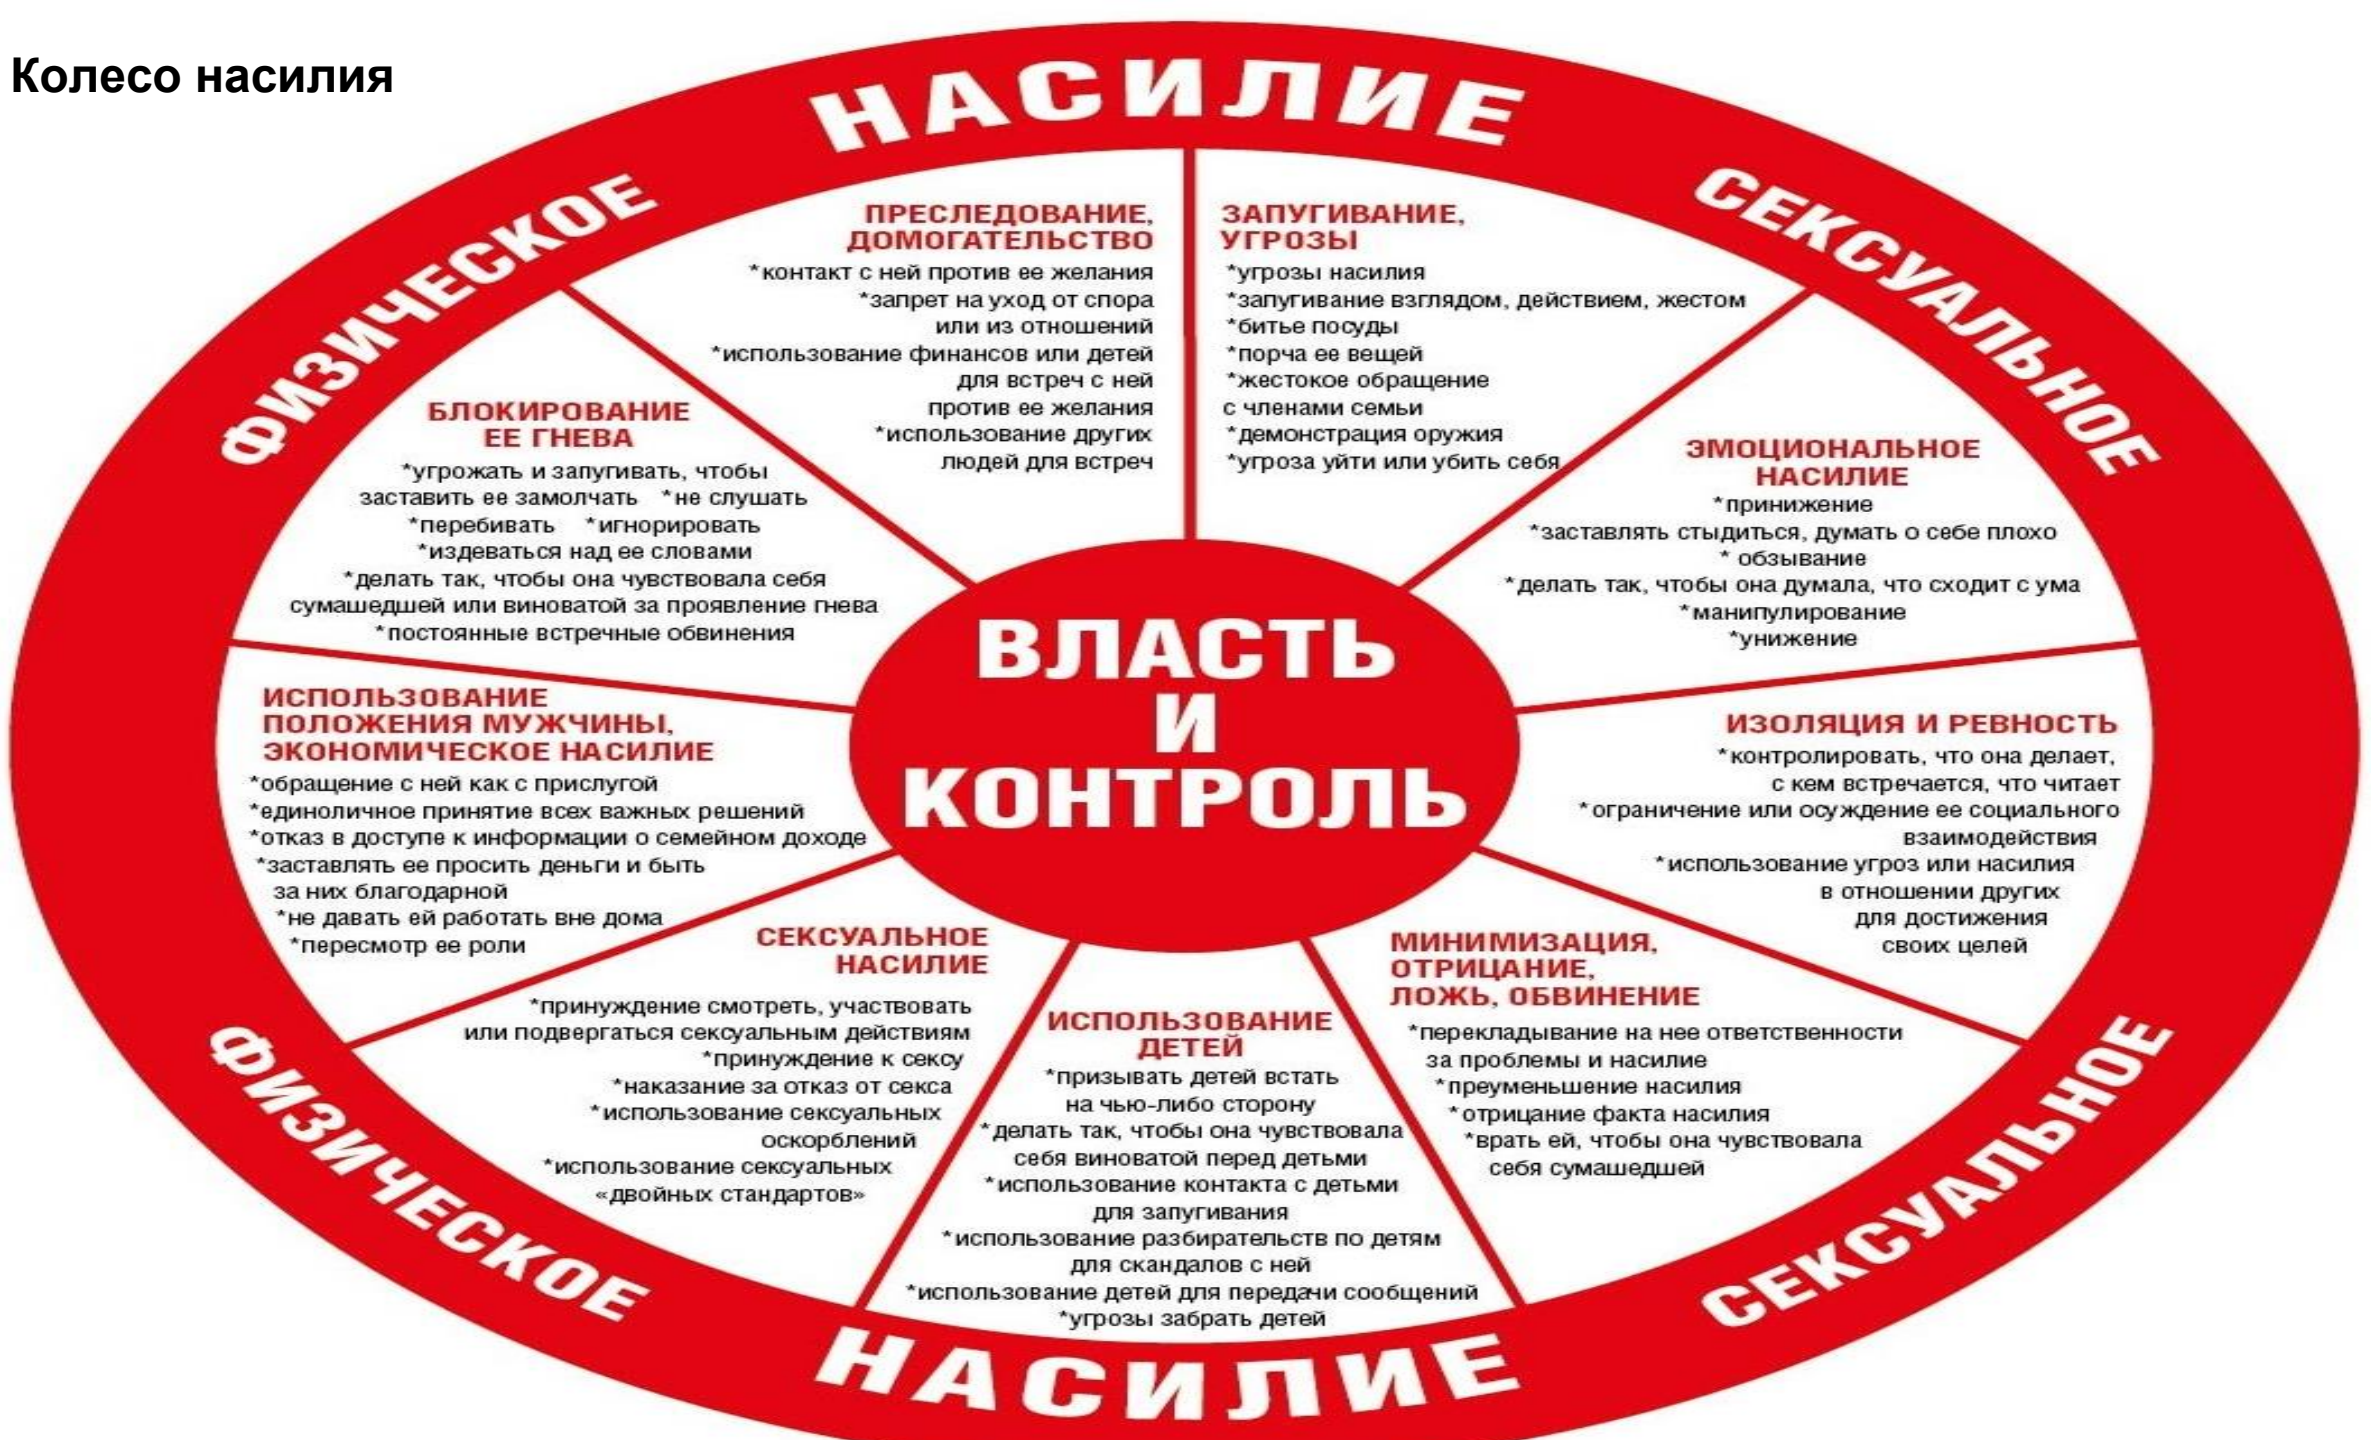 Колесо насилия
НАСИЛИЕ
СЕКСУАЛЬНОЕ
ФИЗИЧЕСКОЕ
ПРЕСЛЕДОВАНИЕ,
ДОМОГАТЕЛЬСТВО
*контакт с ней против ее желания
*запрет на уход от спора
или из отношений
*использование финансов или детей
для встреч с ней
против ее желания
*использование других
людей для встреч
ЗАПУГИВАНИЕ,
УГРОЗЫ
*угрозы насилия
*запугивание взглядом, действием, жестом
*битье посуды
*порча ее вещей
*жестокое обращение
с членами семьи
*демонстрация оружия
*угроза уйти или убить себя
ЭМОЦИОНАЛЬНОЕ
НАСИЛИЕ
*принижение
*заставлять стыдиться, думать о себе плохо
* обзывание
*делать так, чтобы она думала, что сходит с ума
*манипулирование
*унижение
ИЗОЛЯЦИЯ И РЕВНОСТЬ
*контролировать, что она делает,
с кем встречается, что читает
*ограничение или осуждение ее социального
взаимодействия
*использование угроз или насилия
в отношении других
для достижения
своих целей
МИНИМИЗАЦИЯ,
ОТРИЦАНИЕ,
ЛОЖЬ, ОБВИНЕНИЕ
*перекладывание на нее ответственности
за проблемы и насилие
*преуменьшение насилия
*отрицание факта насилия
*врать ей, чтобы она чувствовала
себя сумашедшей
ИСПОЛЬЗОВАНИЕ
ДЕТЕЙ
*призывать детей встать
на чью-либо сторону
*делать так, чтобы она чувствовала
себя виноватой перед детьми
*использование контакта с детьми
для запугивания
*использование разбирательств по детям
для скандалов с ней
*использование детей для передачи сообщений
*угрозы забрать детей
СЕКСУАЛЬНОЕ
НАСИЛИЕ
*принуждение смотреть, участвовать
или подвергаться сексуальным действиям
*принуждение к сексу
*наказание за отказ от секса
*использование сексуальных
оскорблений
*использование сексуальных
«двойных стандартов»
ИСПОЛЬЗОВАНИЕ
ПОЛОЖЕНИЯ МУЖЧИНЫ,
ЭКОНОМИЧЕСКОЕ НАСИЛИЕ
*обращение с ней как с прислугой
*единоличное принятие всех важных решений
*отказ в доступе к информации о семейном доходе
*заставлять ее просить деньги и быть
за них благодарной
*не давать ей работать вне дома
*пересмотр ее роли
БЛОКИРОВАНИЕ
ЕЕ ГНЕВА
*угрожать и запугивать, чтобы
заставить ее замолчать *не слушать
*перебивать *игнорировать
*издеваться над ее словами
*делать так, чтобы она чувствовала себя
сумашедшей или виноватой за проявление гнева
*постоянные встречные обвинения
ВЛАСТЬ
И
КОНТРОЛЬ
ФИЗИЧЕСКОЕ
НАСИЛИЕ
СЕКСУАЛЬНОЕ